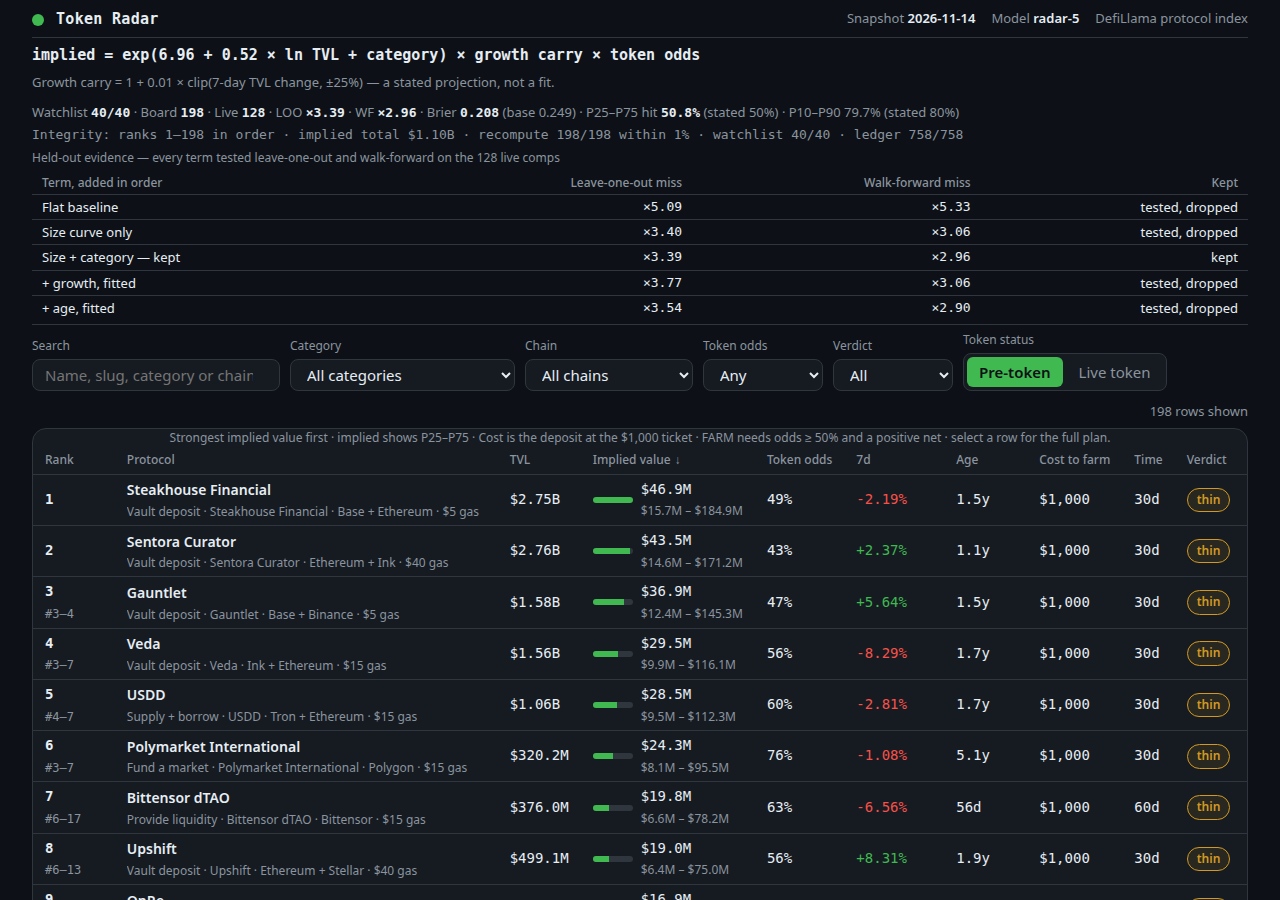 Token Radar
Snapshot 2026-11-14 Model radar-5 DefiLlama protocol index
implied = exp(6.96 + 0.52 × ln TVL + category) × growth carry × token odds
Growth carry = 1 + 0.01 × clip(7-day TVL change, ±25%) — a stated projection, not a fit.
Watchlist 40/40 · Board 198 · Live 128 · LOO ×3.39 · WF ×2.96 · Brier 0.208 (base 0.249) · P25–P75 hit 50.8% (stated 50%) · P10–P90 79.7% (stated 80%)
Integrity: ranks 1–198 in order · implied total $1.10B · recompute 198/198 within 1% · watchlist 40/40 · ledger 758/758
Held-out evidence — every term tested leave-one-out and walk-forward on the 128 live comps
Term, added in order Leave-one-out miss Walk-forward miss Kept
Flat baseline ×5.09 ×5.33 tested, dropped
Size curve only ×3.40 ×3.06 tested, dropped
Size + category — kept ×3.39 ×2.96 kept
+ growth, fitted ×3.77 ×3.06 tested, dropped
+ age, fitted ×3.54 ×2.90 tested, dropped
Search Category Chain Token odds Verdict Token status
Name, slug, category or chain All categories All chains Any All Pre-token Live token
198 rows shown
Strongest implied value first · implied shows P25–P75 · Cost is the deposit at the $1,000 ticket · FARM needs odds ≥ 50% and a positive net · select a row for the full plan.
Rank Protocol TVL Implied value ↓ Token odds 7d Age Cost to farm Time Verdict
1 Steakhouse Financial $2.75B $46.9M 49% -2.19% 1.5y $1,000 30d thin
Vault deposit · Steakhouse Financial · Base + Ethereum · $5 gas $15.7M – $184.9M
2 Sentora Curator $2.76B $43.5M 43% +2.37% 1.1y $1,000 30d thin
Vault deposit · Sentora Curator · Ethereum + Ink · $40 gas $14.6M – $171.2M
3 Gauntlet $1.58B $36.9M 47% +5.64% 1.5y $1,000 30d thin
#3–4 Vault deposit · Gauntlet · Base + Binance · $5 gas $12.4M – $145.3M
4 Veda $1.56B $29.5M 56% -8.29% 1.7y $1,000 30d thin
#3–7 Vault deposit · Veda · Ink + Ethereum · $15 gas $9.9M – $116.1M
5 USDD $1.06B $28.5M 60% -2.81% 1.7y $1,000 30d thin
#4–7 Supply + borrow · USDD · Tron + Ethereum · $15 gas $9.5M – $112.3M
6 Polymarket International $320.2M $24.3M 76% -1.08% 5.1y $1,000 30d thin
#3–7 Fund a market · Polymarket International · Polygon · $15 gas $8.1M – $95.5M
7 Bittensor dTAO $376.0M $19.8M 63% -6.56% 56d $1,000 60d thin
#6–17 Provide liquidity · Bittensor dTAO · Bittensor · $15 gas $6.6M – $78.2M
8 Upshift $499.1M $19.0M 56% +8.31% 1.9y $1,000 30d thin
#6–13 Vault deposit · Upshift · Ethereum + Stellar · $40 gas $6.4M – $75.0M